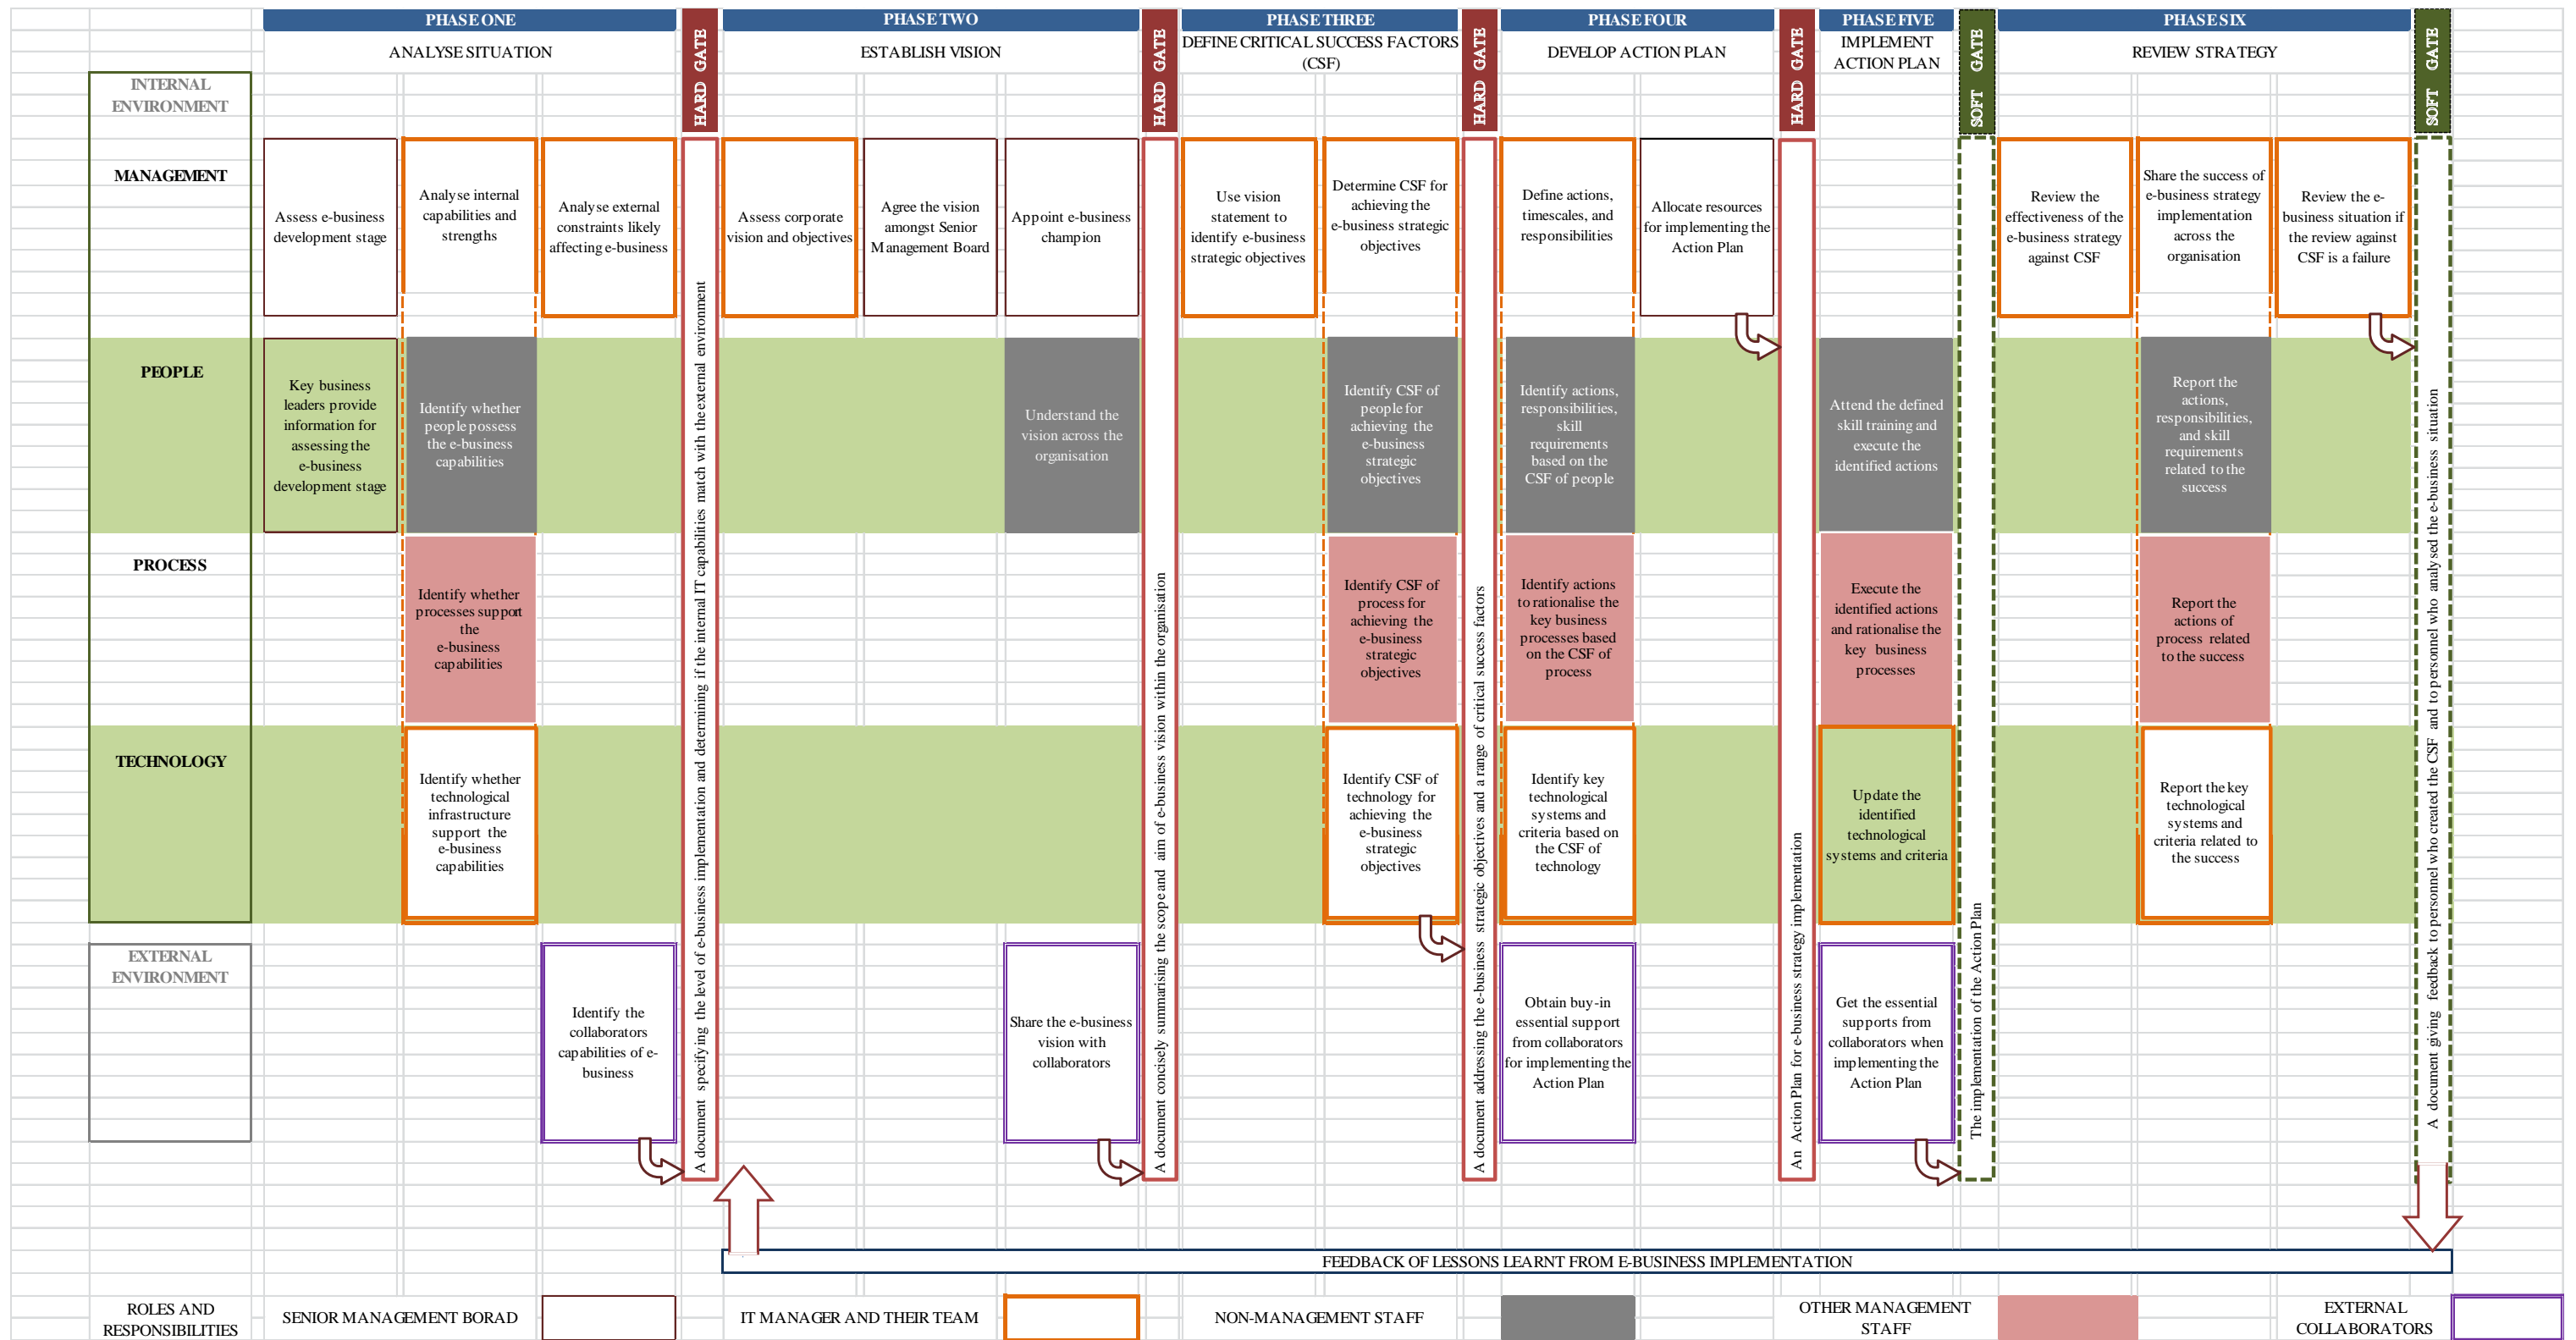 PHASE ONE
PHASE TWO
PHASE THREE
PHASE FOUR
PHASE FIVE
PHASE SIX
ANALYSE SITUATION
ESTABLISH VISION
DEFINE CRITICAL SUCCESS FACTORS
(CSF)
DEVELOP ACTION PLAN
IMPLEMENT
ACTION PLAN
REVIEW STRATEGY
HARD GATE
HARD GATE
HARD GATE
HARD GATE
SOFT GATE
SOFT GATE
INTERNAL
ENVIRONMENT
MANAGEMENT
Assess e-business
development stage
Analyse internal
capabilities and
strengths
Analyse external
constraints likely
affecting e-business
Assess corporate
vision and objectives
Agree the vision
amongst Senior
Management Board
Appoint e-business
champion
Use vision
statement to
identify e-business
strategic objectives
Determine CSF for
achieving the
e-business strategic
objectives
Define actions,
timescales, and
responsibilities
Allocate resources
for implementing the
Action Plan
Review the
effectiveness of the
e-business strategy
against CSF
Share the success of
e-business strategy
implementation
across the
organisation
Review the e-
business situation if
the review against
CSF is a failure
PEOPLE
Key business
leaders provide
information for
assessing the
e-business
development stage
Identify whether
people possess
the e-business
capabilities
Understand the
vision across the
organisation
Identify CSF of
people for
achieving the
e-business
strategic
objectives
Identify actions,
responsibilities,
skill
requirements
based on the
CSF of people
Attend the defined
skill training and
execute the
identified actions
Report the
actions,
responsibilities,
and skill
requirements
related to the
success
PROCESS
Identify whether
processes support
the
e-business
capabilities
Identify CSF of
process for
achieving the
e-business
strategic
objectives
Identify actions
to rationalise the
key business
processes based
on the CSF of
process
Execute the
identified actions
and rationalise the
key business
processes
Report the
actions of
process related
to the success
TECHNOLOGY
Identify whether
technological
infrastructure
support the
e-business
capabilities
Identify CSF of
technology for
achieving the
e-business
strategic
objectives
Identify key
technological
systems and
criteria based on
the CSF of
technology
Update the
identified
technological
systems and criteria
Report the key
technological
systems and
criteria related to
the success
EXTERNAL
ENVIRONMENT
Identify the
collaborators
capabilities of e-
business
Share the e-business
vision with
collaborators
Obtain buy-in
essential support
from collaborators
for implementing the
Action Plan
Get the essential
supports from
collaborators when
implementing the
Action Plan
A document specifying the level of e-business implementation and determining if the internal IT capabilities match with the external environment
A document concisely summarising the scope and aim of e-business vision within the organisation
A document addressing the e-business strategic objectives and a range of critical success factors
An Action Plan for e-business strategy implementation
The implementation of the Action Plan
A document giving feedback to personnel who created the CSF and to personnel who analysed the e-business situation
FEEDBACK OF LESSONS LEARNT FROM E-BUSINESS IMPLEMENTATION
ROLES AND
RESPONSIBILITIES
SENIOR MANAGEMENT BORAD
IT MANAGER AND THEIR TEAM
NON-MANAGEMENT STAFF
OTHER MANAGEMENT
STAFF
EXTERNAL
COLLABORATORS